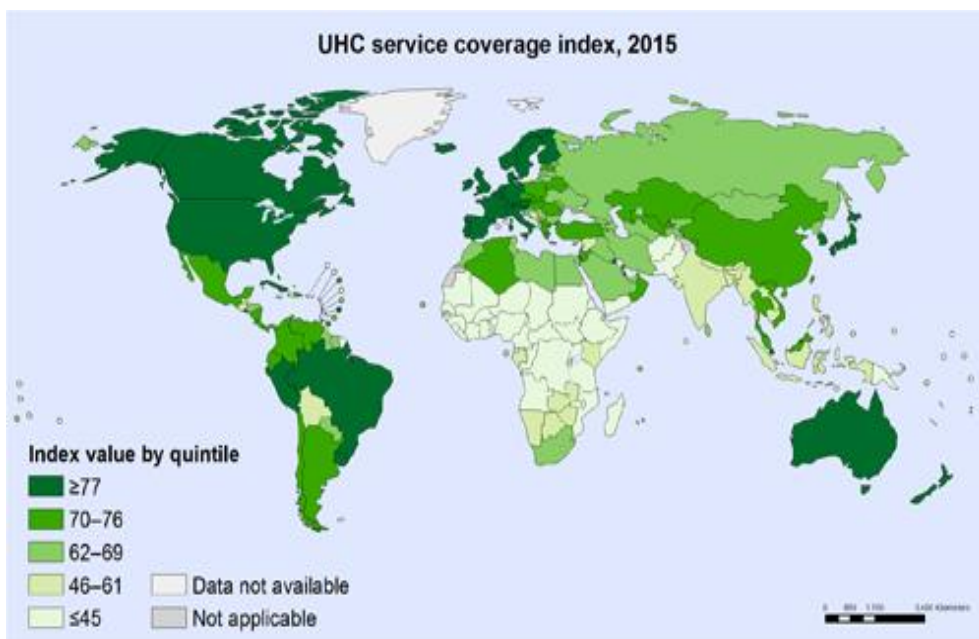 UHC service coverage index, 2015
Index value by quintile
≥77
70–76
62–69
46–61
≤45
Data not available
Not applicable